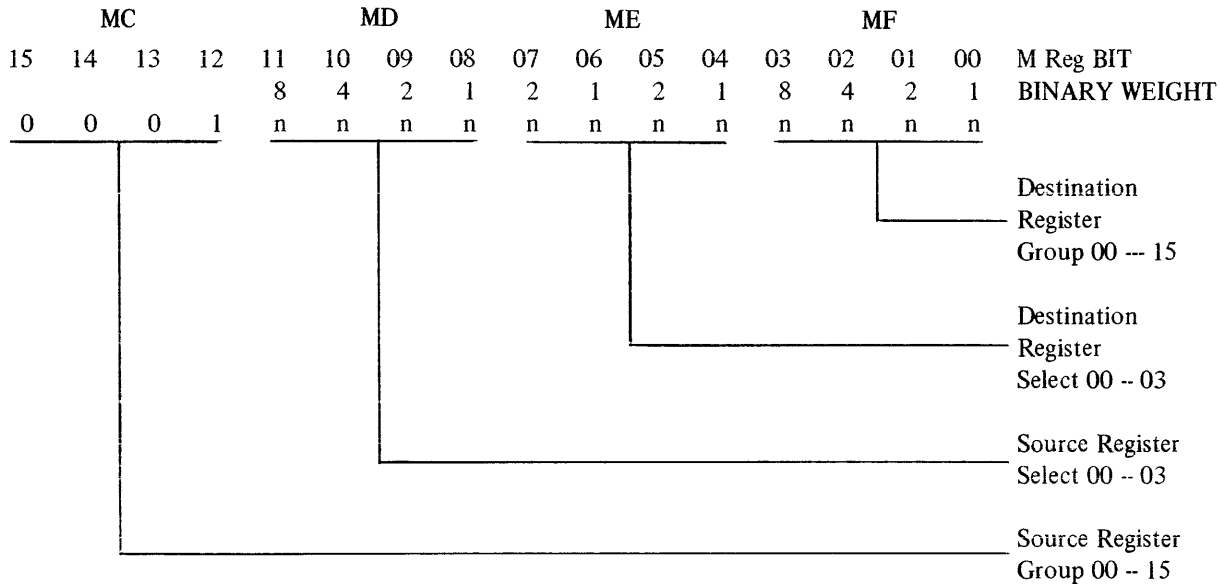 MC MD ME MF
15 14 13 12 11 10 09 08 07 06 05 04 03 02 01 00 M Reg BIT
8 4 2 1 2 1 2 1 8 4 2 1 BINARY WEIGHT
0 0 0 1 n n n n n n n n n n n n
Destination
Register
Group 00 --- 15
Destination
Register
Select 00 -- 03
Source Register
Select 00 -- 03
Source Register
Group 00 -- 15